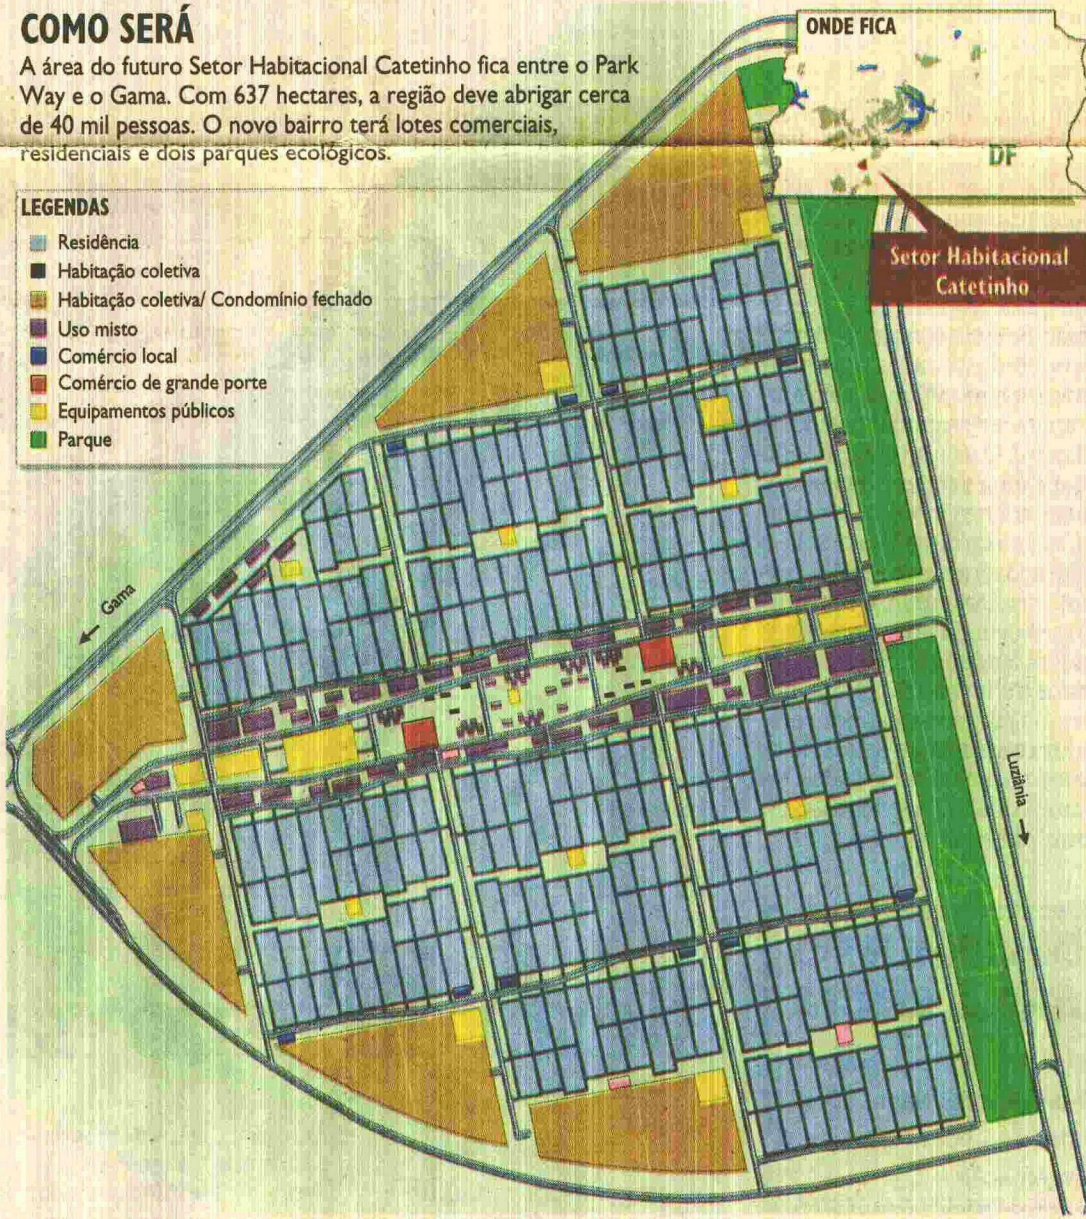 COMO SERÁ
A área do futuro Setor Habitacional Catetinho fica entre o Park
Way e o Gama. Com 637 hectares, a região deve abrigar cerca
de 40 mil pessoas. O novo bairro terá lotes comerciais,
residenciais e dois parques ecológicos.
LEGENDAS
Residência
Habitação coletiva
Habitação coletiva/ Condomínio fechado
Uso misto
Comércio local
Comércio de grande porte
Equipamentos públicos
Parque
ONDE FICA
DF
Setor Habitacional
Catetinho
Gama
Luziânia